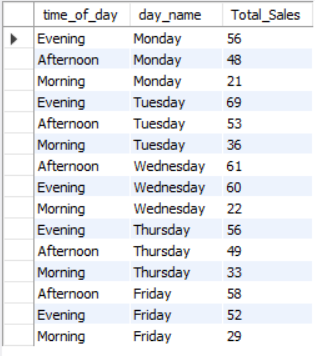 time_of_day day_name Total_Sales
Evening Monday 56
Afternoon Monday 48
Morning Monday 21
Evening Tuesday 69
Afternoon Tuesday 53
Morning Tuesday 36
Afternoon Wednesday 61
Evening Wednesday 60
Morning Wednesday 22
Evening Thursday 56
Afternoon Thursday 49
Morning Thursday 33
Afternoon Friday 58
Evening Friday 52
Morning Friday 29